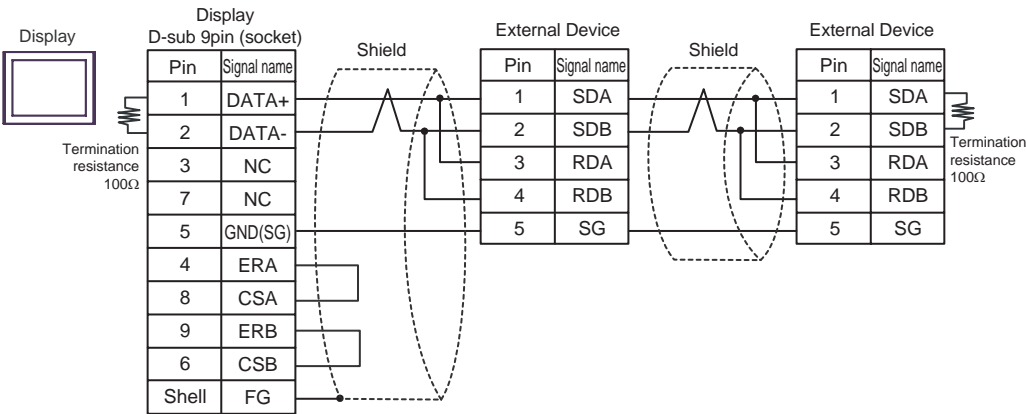 Display
Display
D-sub 9pin (socket)
Pin Signal name
1 DATA+
2 DATA-
3 NC
7 NC
5 GND(SG)
4 ERA
8 CSA
9 ERB
6 CSB
Shell FG
Termination
resistance
100Ω
Shield
External Device
Pin Signal name
1 SDA
2 SDB
3 RDA
4 RDB
5 SG
Shield
External Device
Pin Signal name
1 SDA
2 SDB
3 RDA
4 RDB
5 SG
Termination
resistance
100Ω